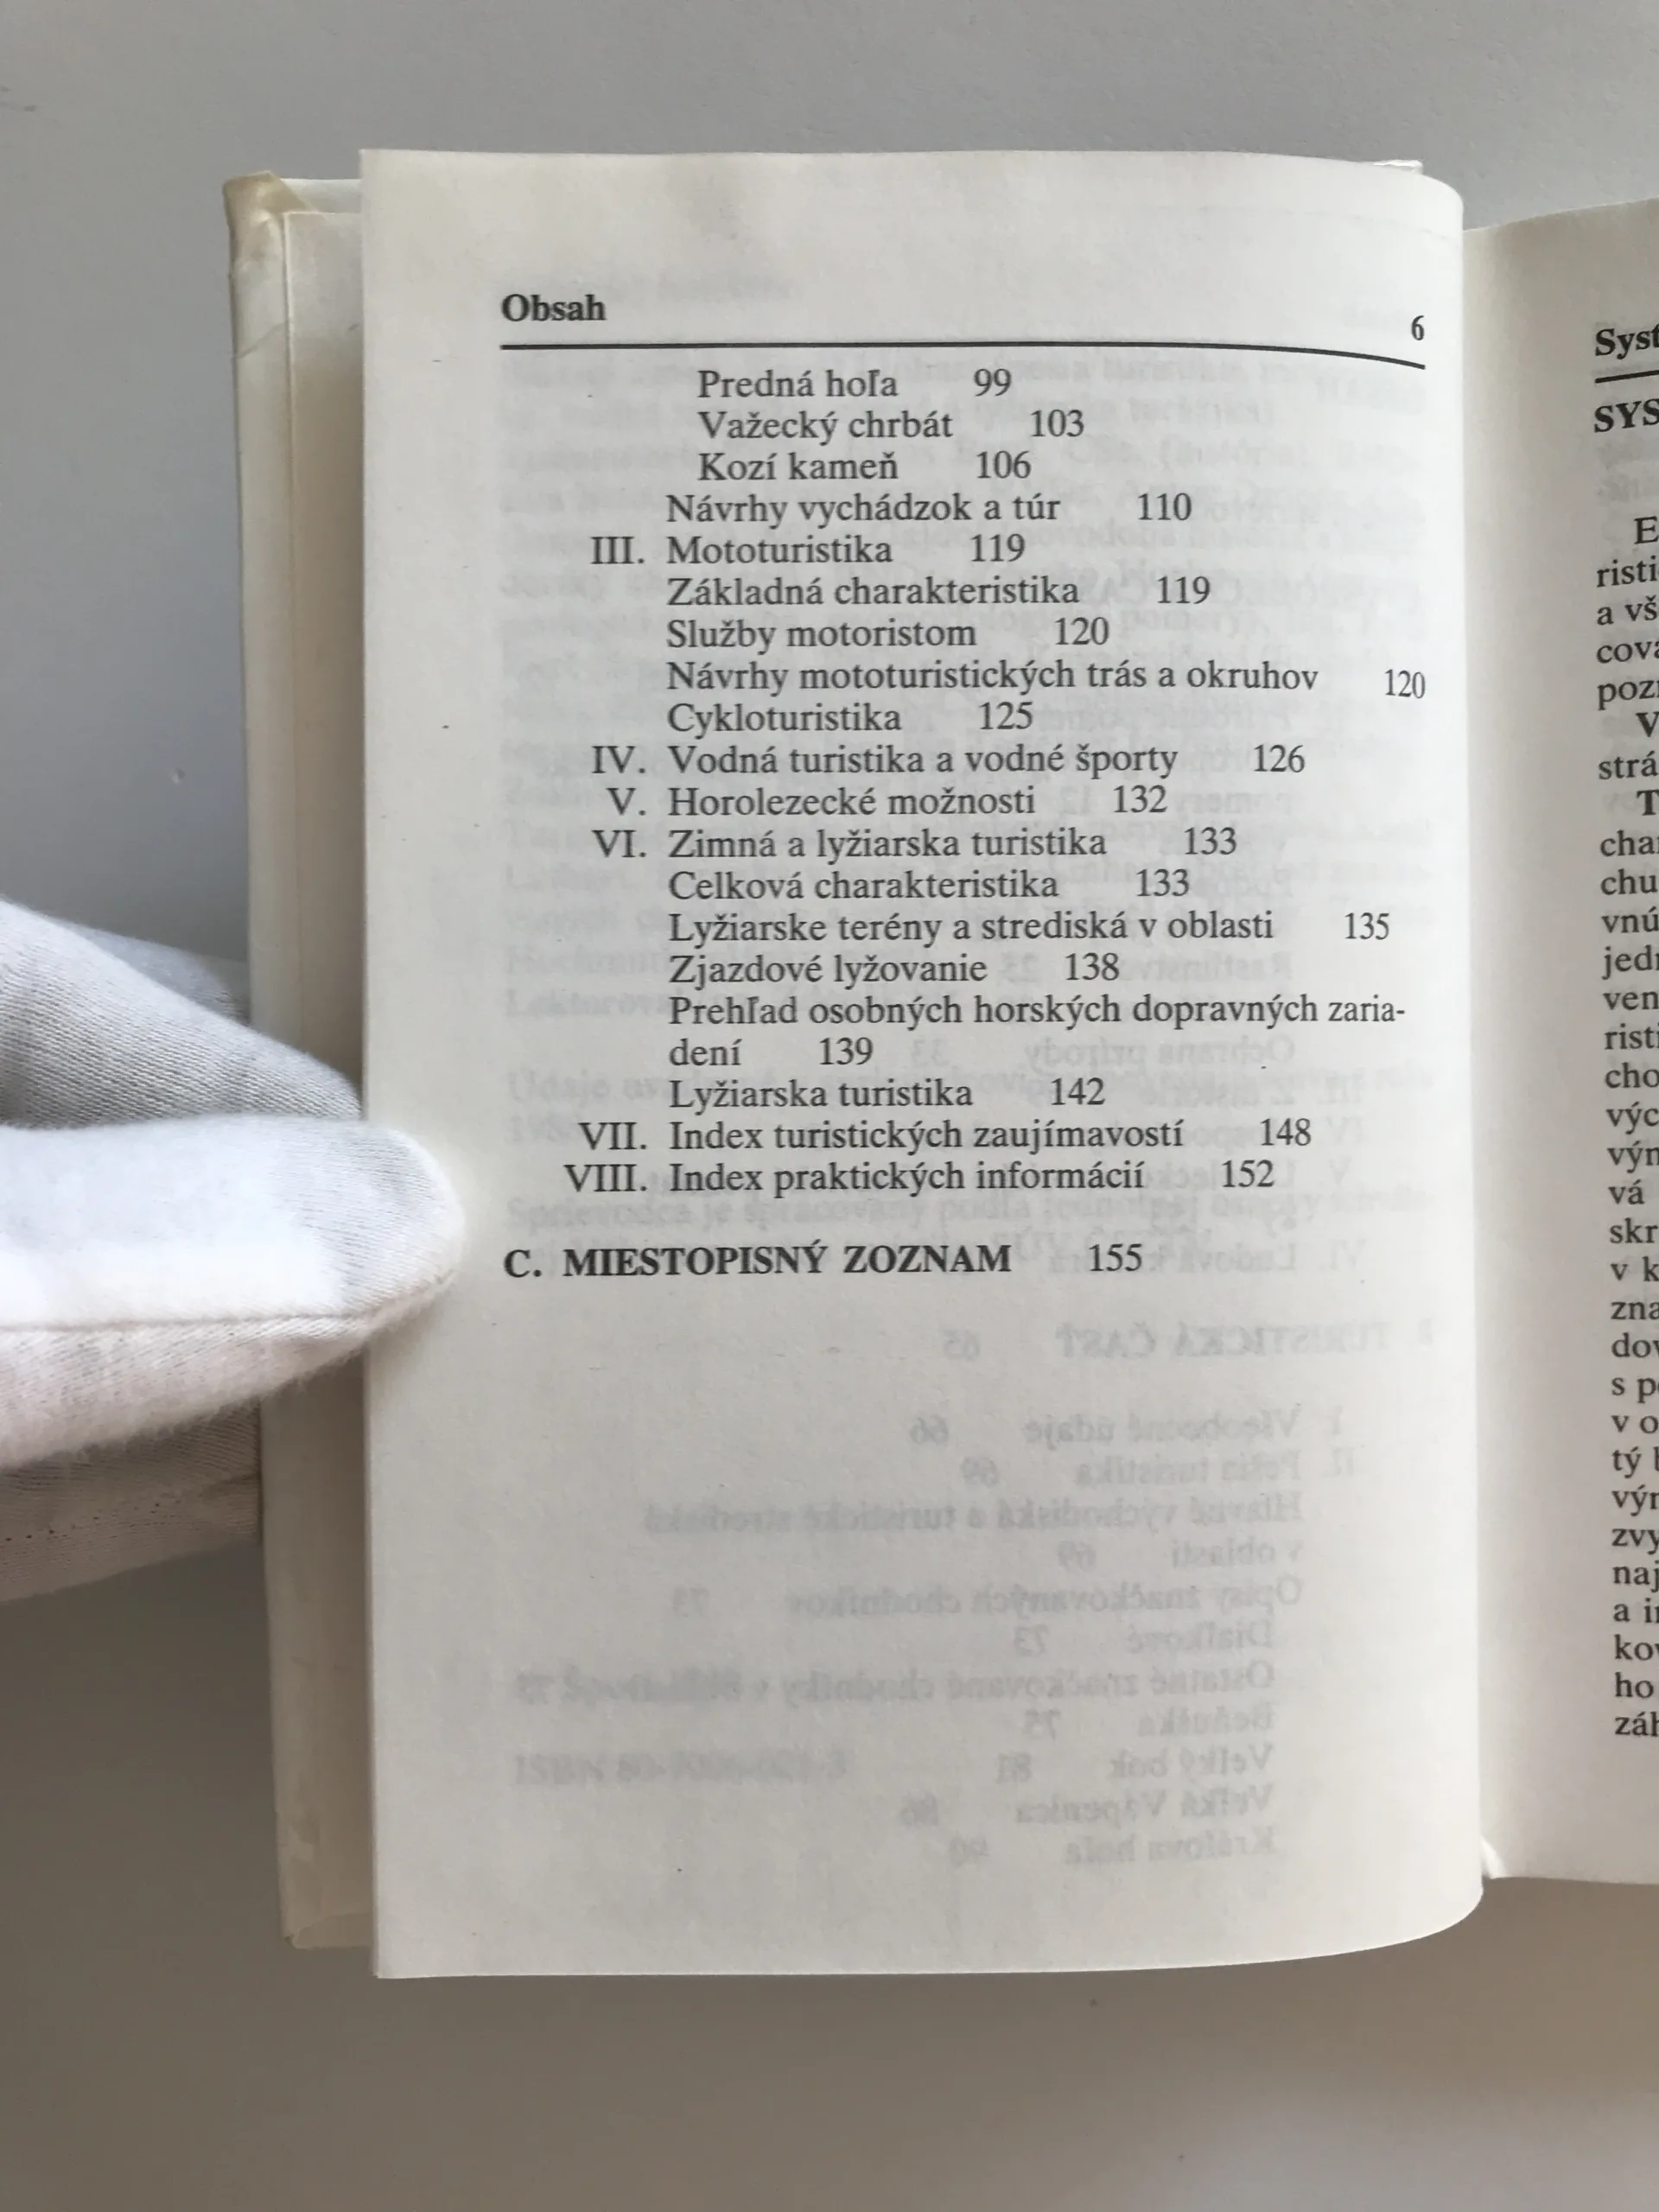 Obsah 6
Predná hoľa 99
Važecký chrbát 103
Kozí kameň 106
Návrhy vychádzok a túr 110
III. Mototuristika 119
Základná charakteristika 119
Služby motoristom 120
Návrhy mototuristických trás a okruhov 120
Cykloturistika 125
IV. Vodná turistika a vodné športy 126
V. Horolezecké možnosti 132
VI. Zimná a lyžiarska turistika 133
Celková charakteristika 133
Lyžiarske terény a strediská v oblasti 135
Zjazdové lyžovanie 138
Prehľad osobných horských dopravných zaria-
dení 139
Lyžiarska turistika 142
VII. Index turistických zaujímavostí 148
VIII. Index praktických informácií 152
C. MIESTOPISNÝ ZOZNAM 155